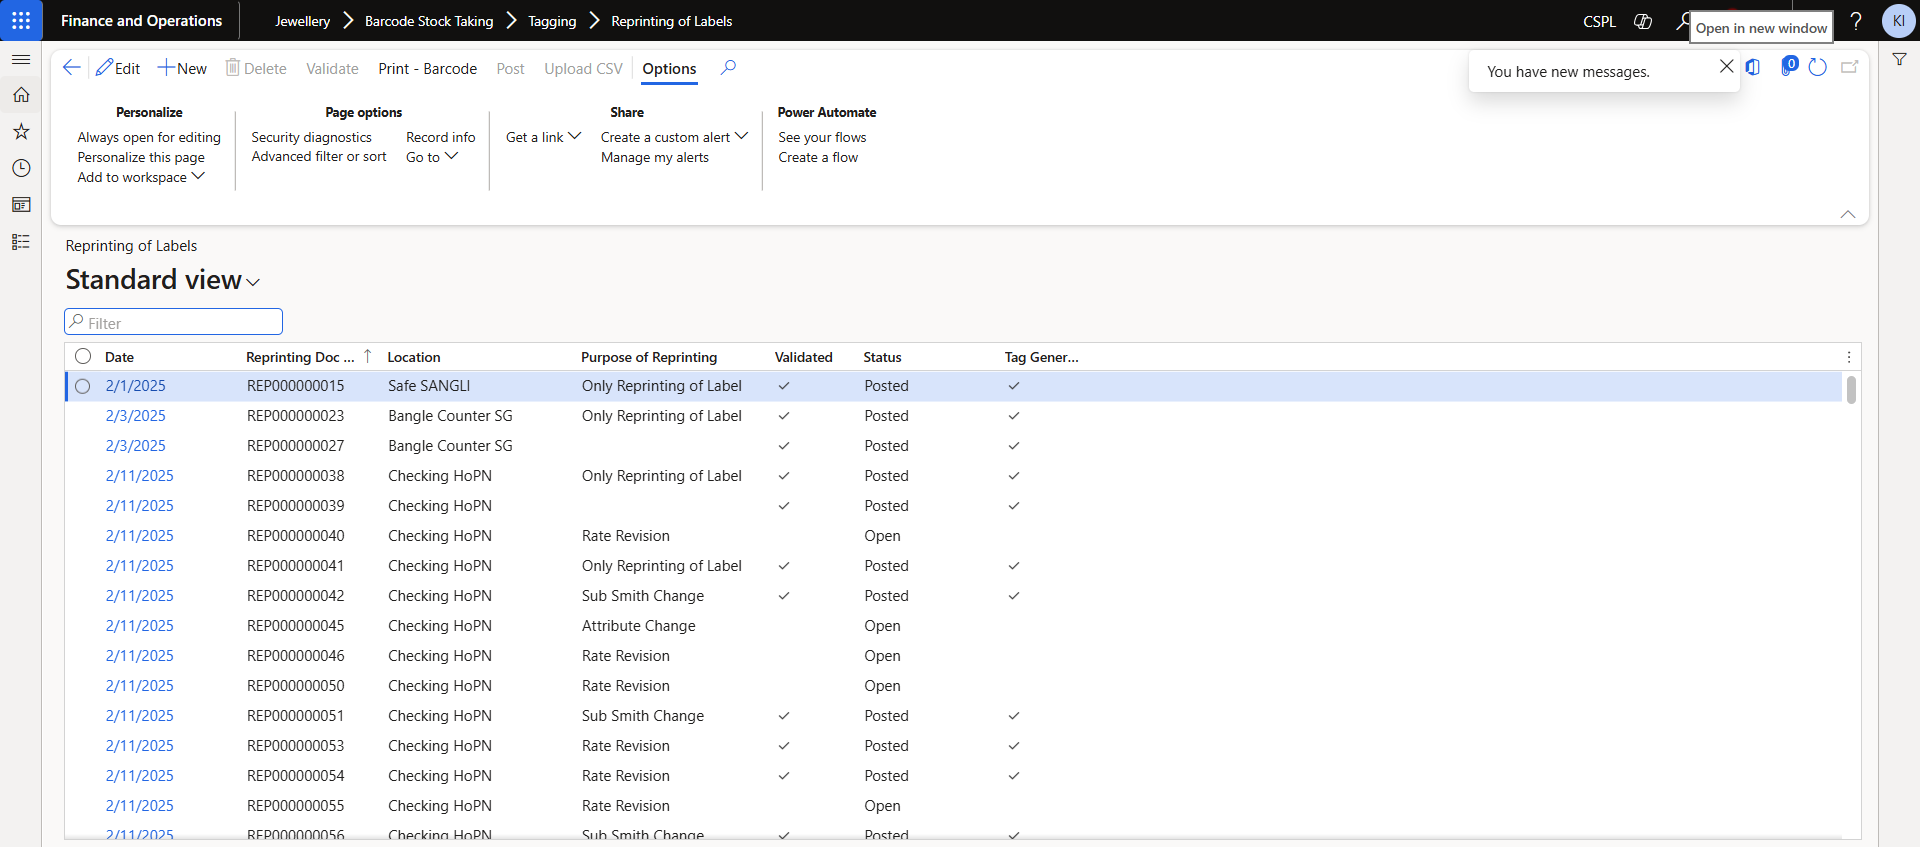 Finance and Operations
Jewellery > Barcode Stock Taking > Tagging > Reprinting of Labels
CSPL
Open in new window
?
KI
Edit New Delete Validate Print - Barcode Post Upload CSV Options
You have new messages.
0
Personalize Page options Share Power Automate
Always open for editing Security diagnostics Record info Get a link Create a custom alert See your flows
Personalize this page Advanced filter or sort Go to Manage my alerts Create a flow
Add to workspace
Reprinting of Labels
Standard view
Filter
Date Reprinting Doc ... Location Purpose of Reprinting Validated Status Tag Gener...
2/1/2025 REP000000015 Safe SANGLI Only Reprinting of Label Posted
2/3/2025 REP000000023 Bangle Counter SG Only Reprinting of Label Posted
2/3/2025 REP000000027 Bangle Counter SG Posted
2/11/2025 REP000000038 Checking HoPN Only Reprinting of Label Posted
2/11/2025 REP000000039 Checking HoPN Posted
2/11/2025 REP000000040 Checking HoPN Rate Revision Open
2/11/2025 REP000000041 Checking HoPN Only Reprinting of Label Posted
2/11/2025 REP000000042 Checking HoPN Sub Smith Change Posted
2/11/2025 REP000000045 Checking HoPN Attribute Change Open
2/11/2025 REP000000046 Checking HoPN Rate Revision Open
2/11/2025 REP000000050 Checking HoPN Rate Revision Open
2/11/2025 REP000000051 Checking HoPN Sub Smith Change Posted
2/11/2025 REP000000053 Checking HoPN Rate Revision Posted
2/11/2025 REP000000054 Checking HoPN Rate Revision Posted
2/11/2025 REP000000055 Checking HoPN Rate Revision Open
2/11/2025 REP000000056 Checking HoPN Sub Smith Change Posted